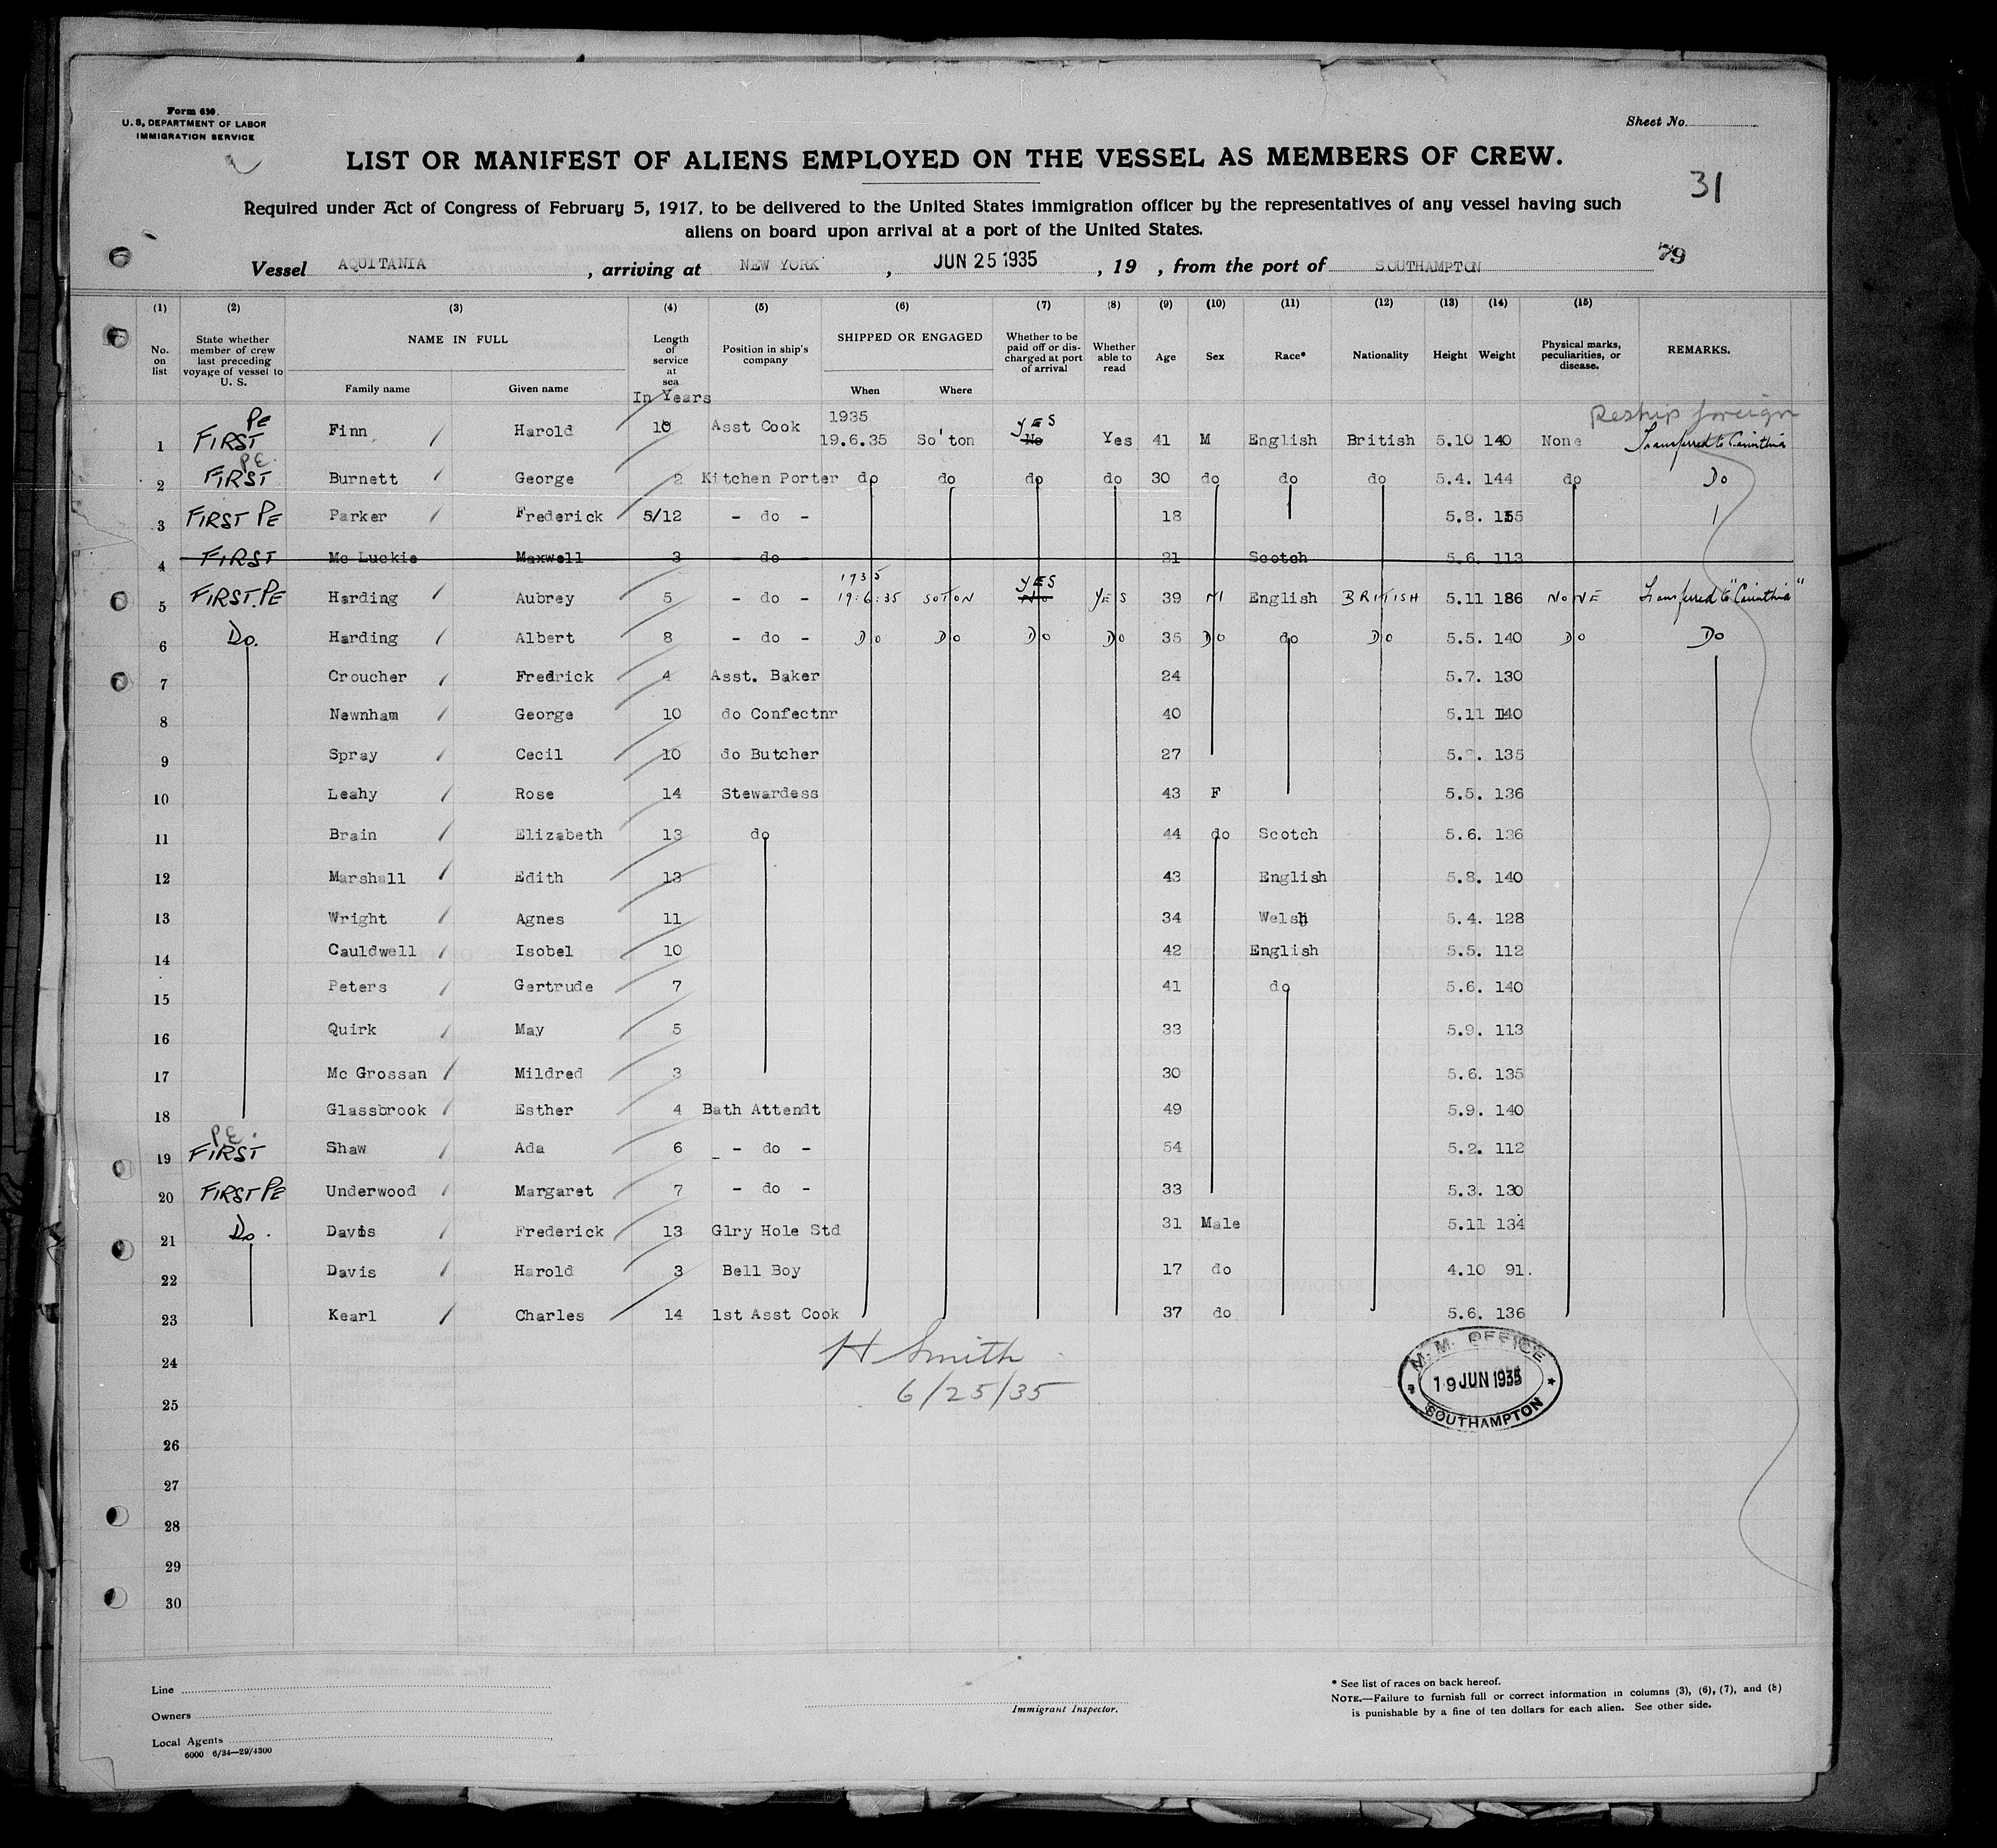 Form 630.
U. S. DEPARTMENT OF LABOR
IMMIGRATION SERVICE
Sheet No.
LIST OR MANIFEST OF ALIENS EMPLOYED ON THE VESSEL AS MEMBERS OF CREW.
31
Required under Act of Congress of February 5, 1917, to be delivered to the United States immigration officer by the representatives of any vessel having such
aliens on board upon arrival at a port of the United States.
Vessel AQUITANIA , arriving at NEW YORK , JUN 25 1935 , 19 , from the port of SOUTHAMPTON 79
(1) (2) (3) (4) (5) (6) (7) (8) (9) (10) (11) (12) (13) (14) (15)
No. on list State whether member of crew last preceding voyage of vessel to U. S. NAME IN FULL Family name Given name Length of service at sea In Years Position in ship's company SHIPPED OR ENGAGED When Where Whether to be paid off or discharged at port of arrival Whether able to read Age Sex Race* Nationality Height Weight Physical marks, peculiarities, or disease. REMARKS.
Reship foreign
1 FIRST PE Finn Harold 10 Asst Cook 1935 19.6.35 So'ton No YES Yes 41 M English British 5.10 140 None Transferred to Carinthia
2 FIRST PE. Burnett George 2 Kitchen Porter do do do do 30 do do do 5.4. 144 do Do
3 FIRST PE Parker Frederick 5/12 - do - 18 5.8. 155
4 FIRST Mc Luckie Maxwell 3 do 21 Scotch 5.6. 113
5 FIRST.PE Harding Aubrey 5 - do - 1935 19:6:35 SOTON No YES YES 39 M English BRITISH 5.11 186 NONE Transferred to "Carinthia"
6 Do. Harding Albert 8 - do - Do Do Do Do 35 Do do Do 5.5. 140 Do Do
7 Croucher Fredrick 4 Asst. Baker 24 5.7. 130
8 Newnham George 10 do Confectnr 40 5.11 140
9 Spray Cecil 10 do Butcher 27 135
10 Leahy Rose 14 Stewardess 43 F 5.5. 136
11 Brain Elizabeth 13 do 44 do Scotch 5.6. 136
12 Marshall Edith 13 43 English 5.8. 140
13 Wright Agnes 11 34 Welsh 5.4. 128
14 Cauldwell Isobel 10 42 English 5.5. 112
15 Peters Gertrude 7 41 do 5.6. 140
16 Quirk May 5 33 5.9. 113
17 Mc Grossan Mildred 3 30 5.6. 135
18 Glassbrook Esther 4 Bath Attendt 49 5.9. 140
19 FIRST PE. Shaw Ada 6 - do - 54 5.2. 112
20 FIRST PE Underwood Margaret 7 - do - 33 5.3. 130
21 Do. Davis Frederick 13 Glry Hole Std 31 Male 5.11 134
22 Davis Harold 3 Bell Boy 17 do 4.10 91.
23 Kearl Charles 14 1st Asst Cook 37 do 5.6. 136
24 H Smith
25 6/25/35
M. M. OFFICE
19 JUN 1935
SOUTHAMPTON
26
27
28
29
30
Line
Owners
Local Agents
6000 6/34—29/4300
Immigrant Inspector.
* See list of races on back hereof.
NOTE.—Failure to furnish full or correct information in columns (3), (6), (7), and (8)
is punishable by a fine of ten dollars for each alien. See other side.